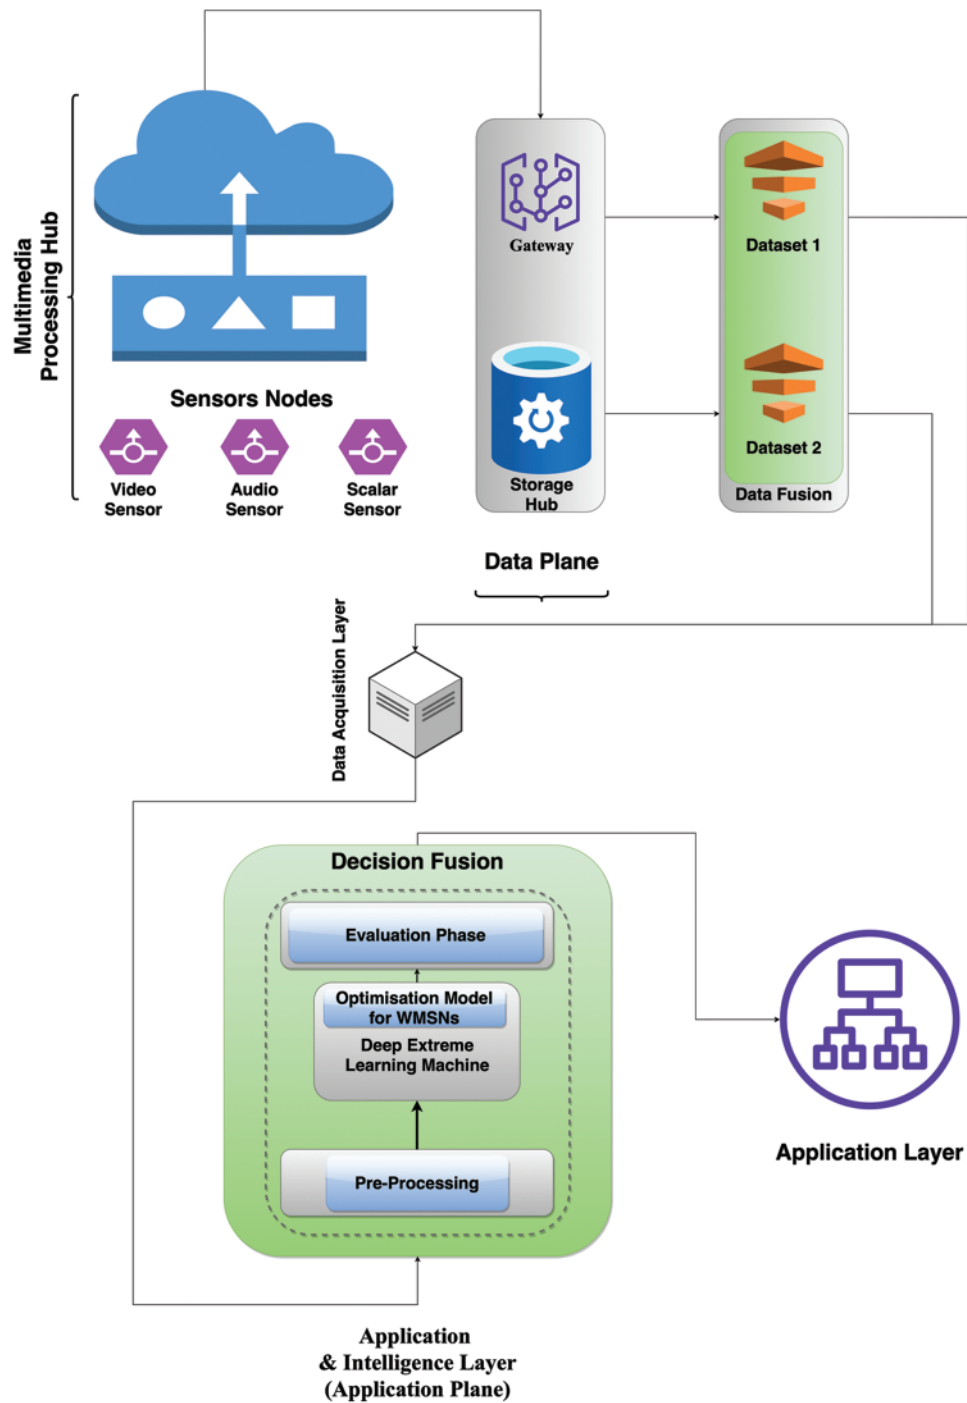 Multimedia
Processing Hub
Sensors Nodes
Video
Sensor
Audio
Sensor
Scalar
Sensor
Gateway
Storage
Hub
Dataset 1
Dataset 2
Data Fusion
Data Plane
Data Acquisition Layer
Decision Fusion
Evaluation Phase
Optimisation Model
for WMSNs
Deep Extreme
Learning Machine
Pre-Processing
Application Layer
Application
& Intelligence Layer
(Application Plane)